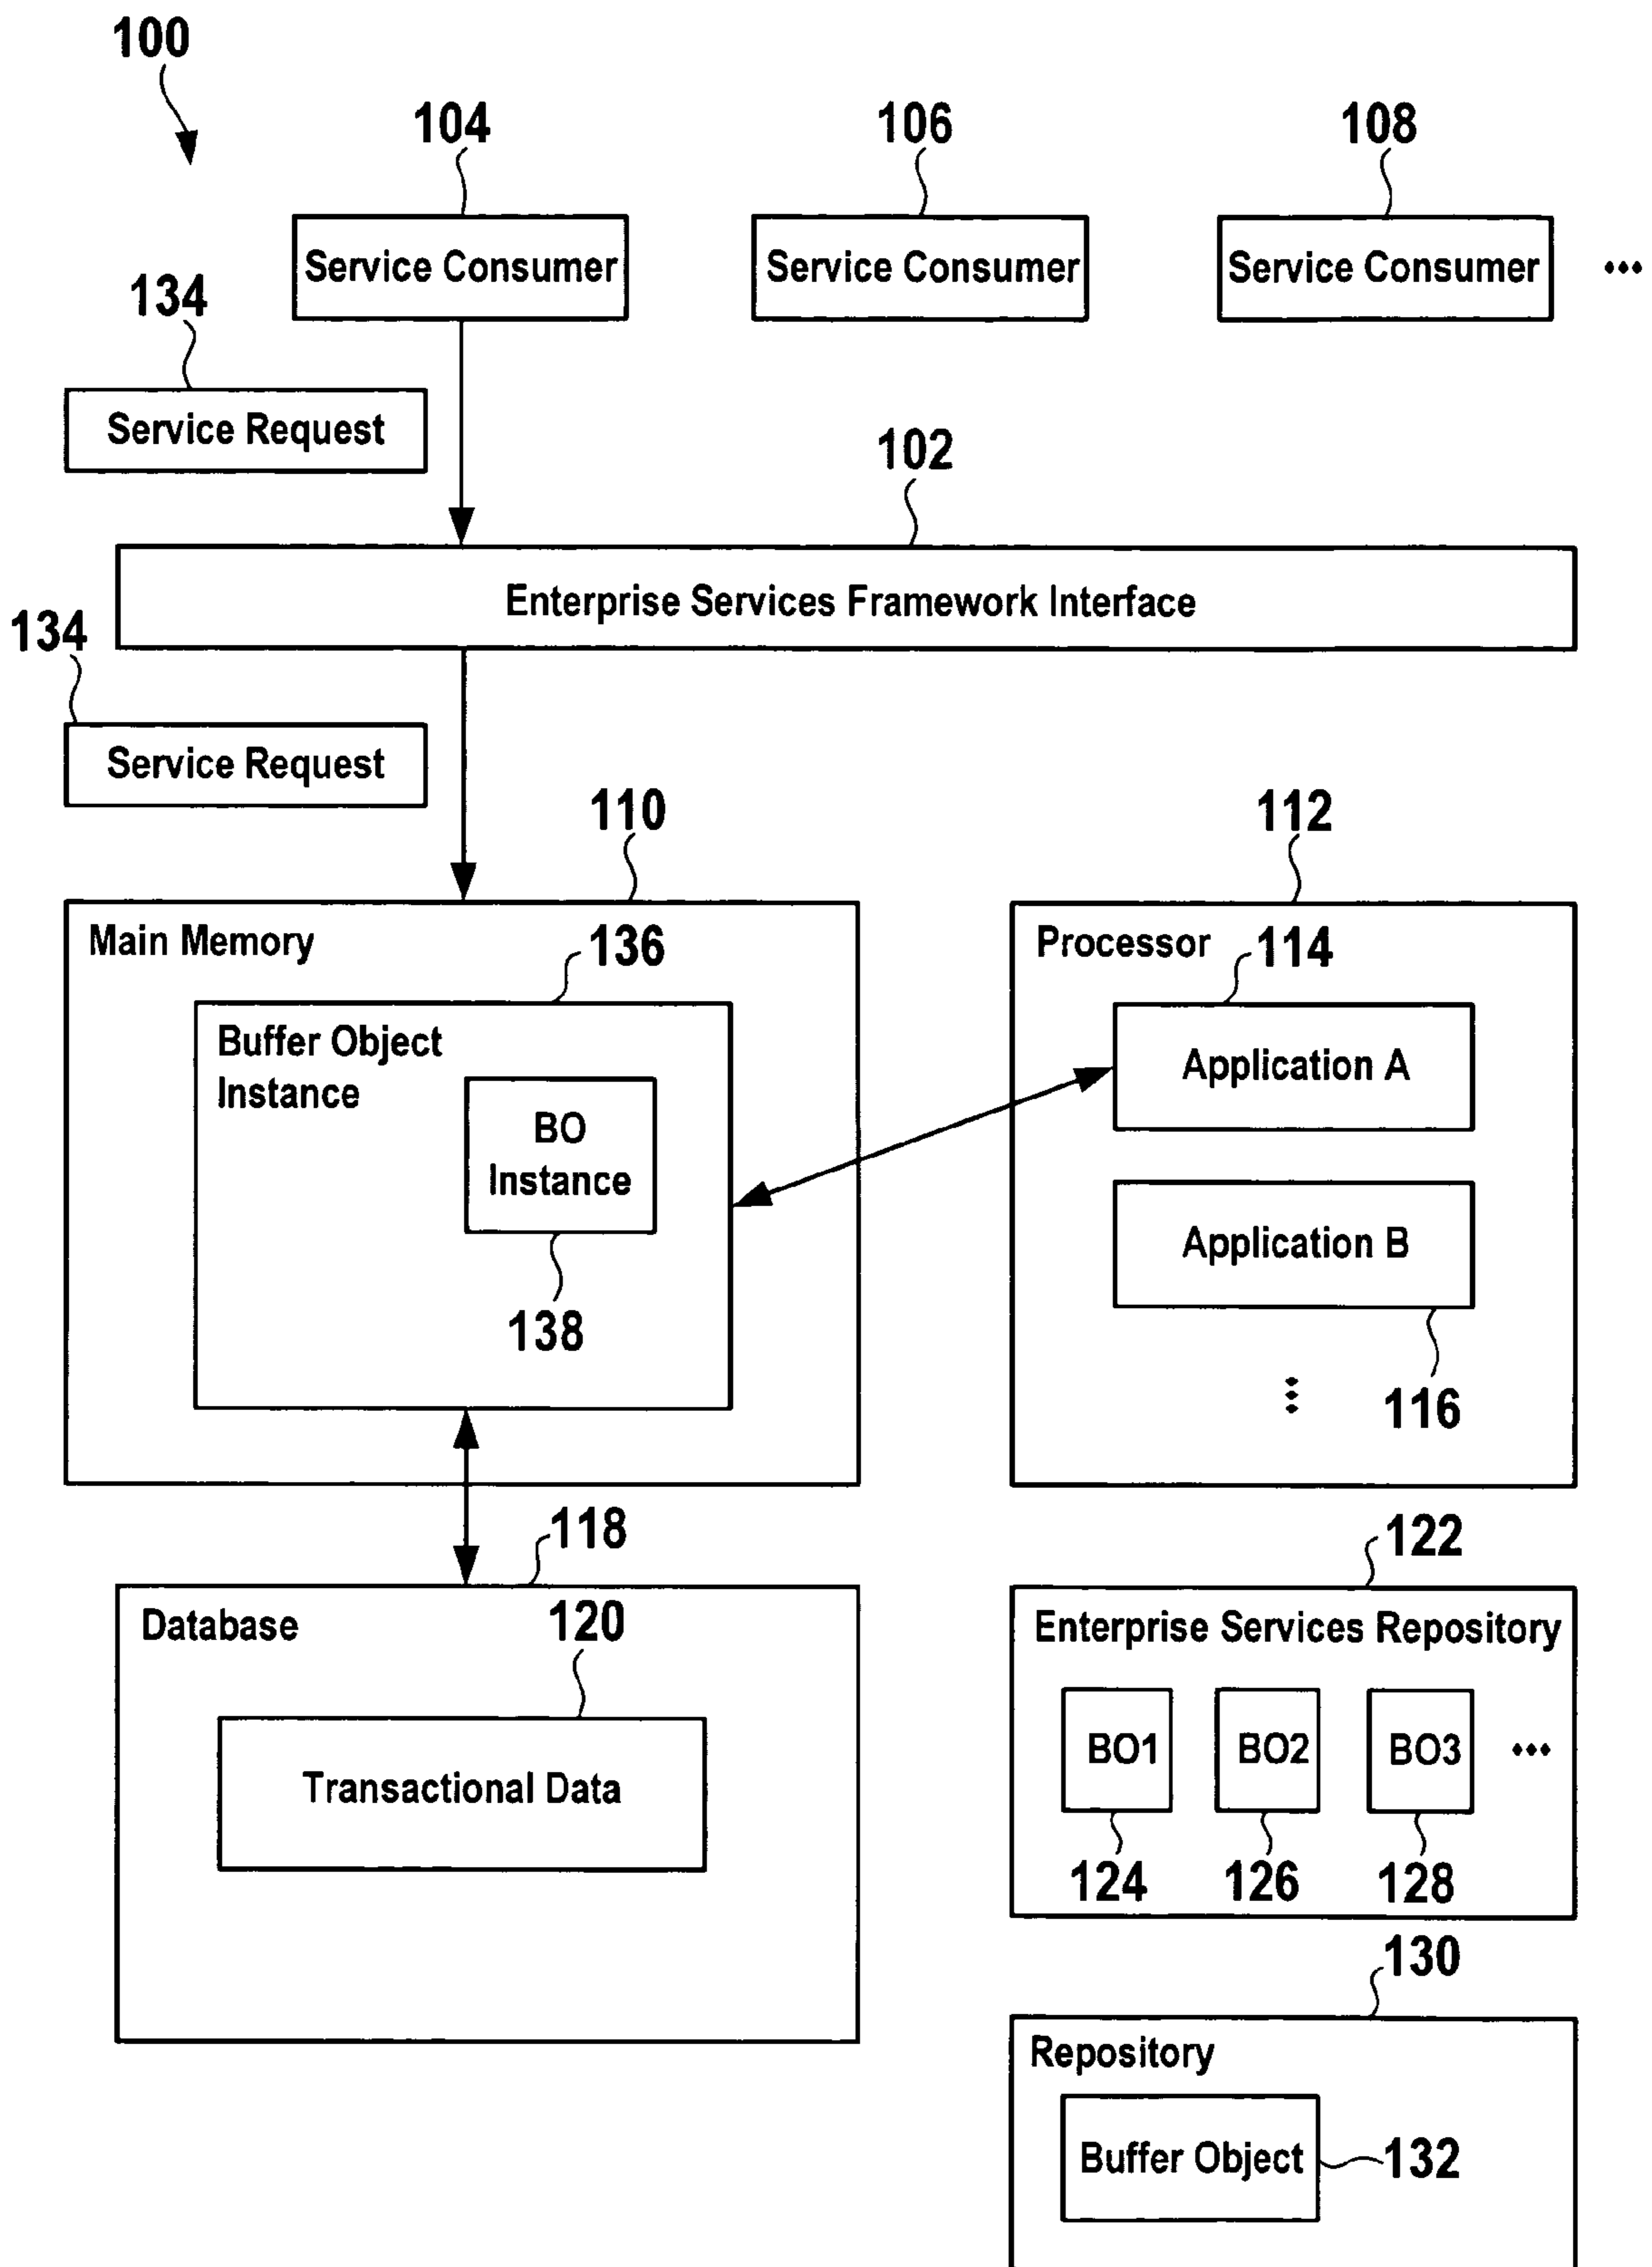 100
104
106
108
Service Consumer
Service Consumer
Service Consumer
...
134
Service Request
102
Enterprise Services Framework Interface
134
Service Request
110
112
Main Memory
136
Processor
114
Buffer Object
Instance
BO
Instance
138
Application A
Application B
...
116
118
122
Database
120
Transactional Data
Enterprise Services Repository
BO1
BO2
BO3
...
124
126
128
130
Repository
Buffer Object
132